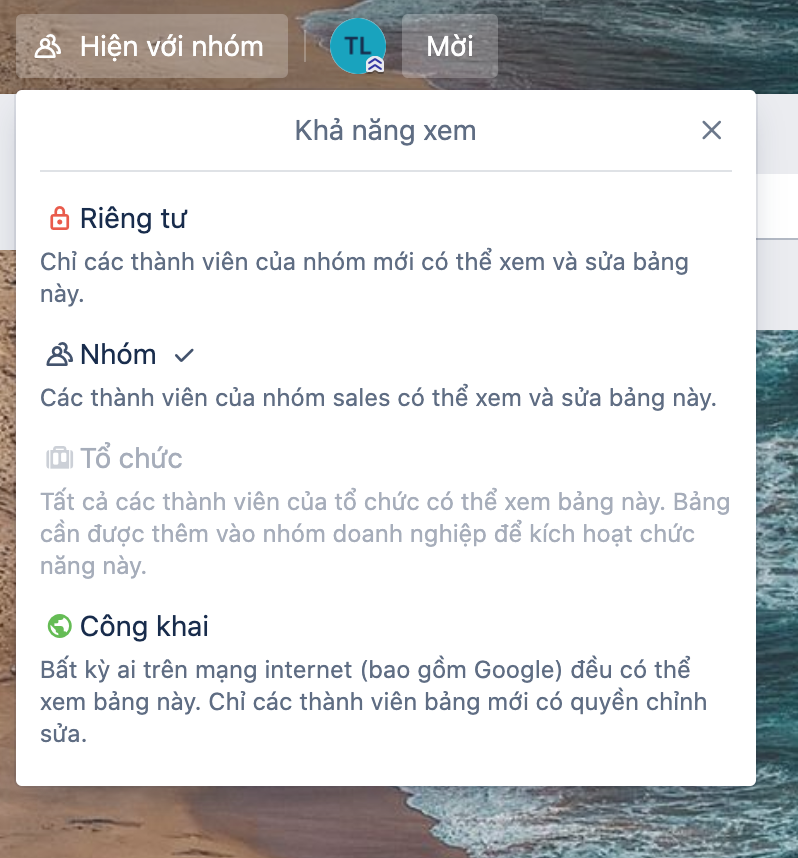 Hiện với nhóm
TL
Mời
Khả năng xem
Riêng tư
Chỉ các thành viên của nhóm mới có thể xem và sửa bảng
này.
Nhóm
Các thành viên của nhóm sales có thể xem và sửa bảng này.
Tổ chức
Tất cả các thành viên của tổ chức có thể xem bảng này. Bảng
cần được thêm vào nhóm doanh nghiệp để kích hoạt chức
năng này.
Công khai
Bất kỳ ai trên mạng internet (bao gồm Google) đều có thể
xem bảng này. Chỉ các thành viên bảng mới có quyền chỉnh
sửa.